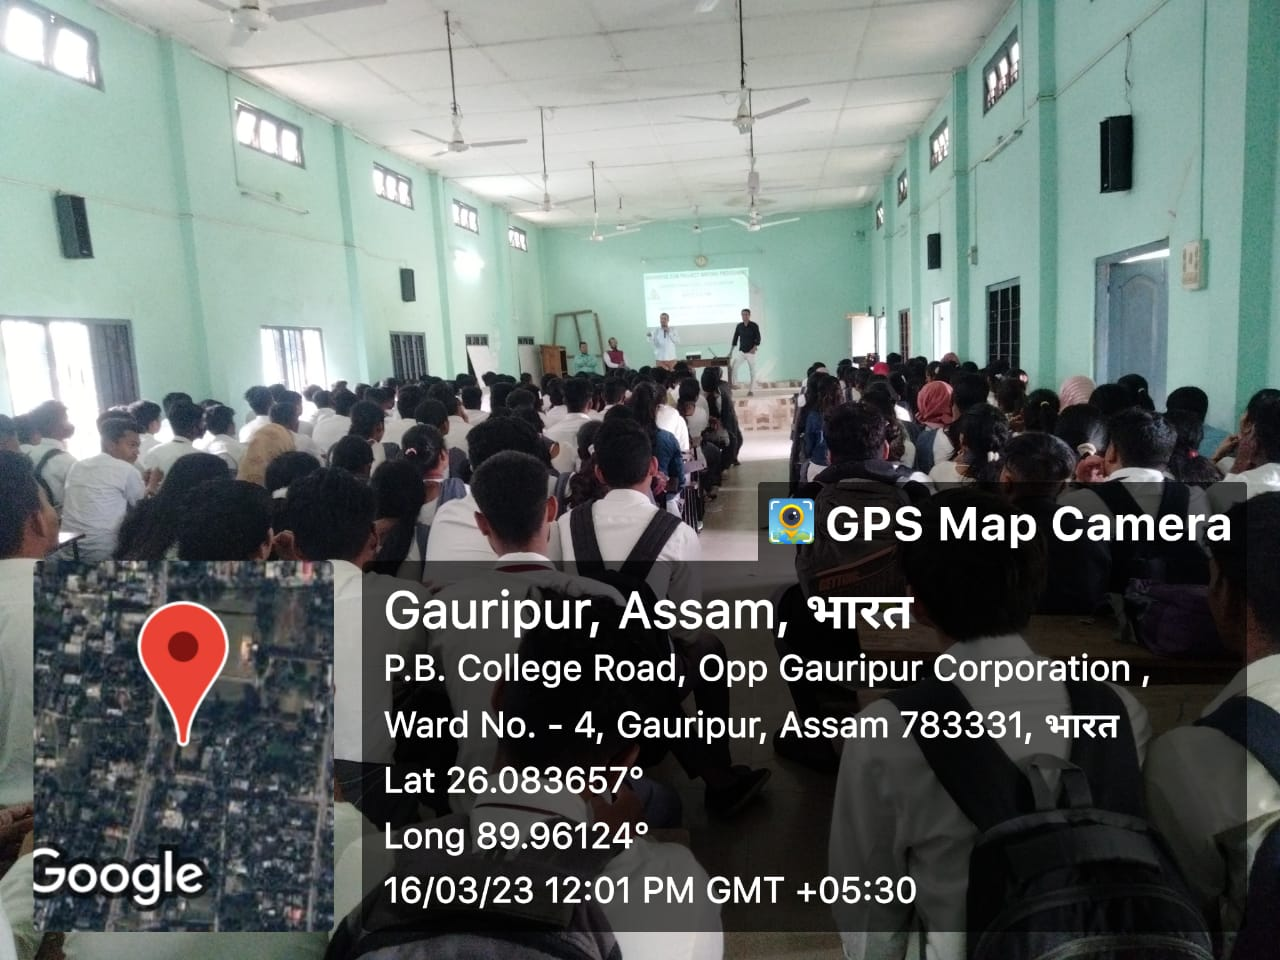 GPS Map Camera
Gauripur, Assam, भारत
P.B. College Road, Opp Gauripur Corporation ,
Ward No. - 4, Gauripur, Assam 783331, भारत
Lat 26.083657°
Long 89.96124°
16/03/23 12:01 PM GMT +05:30
Google